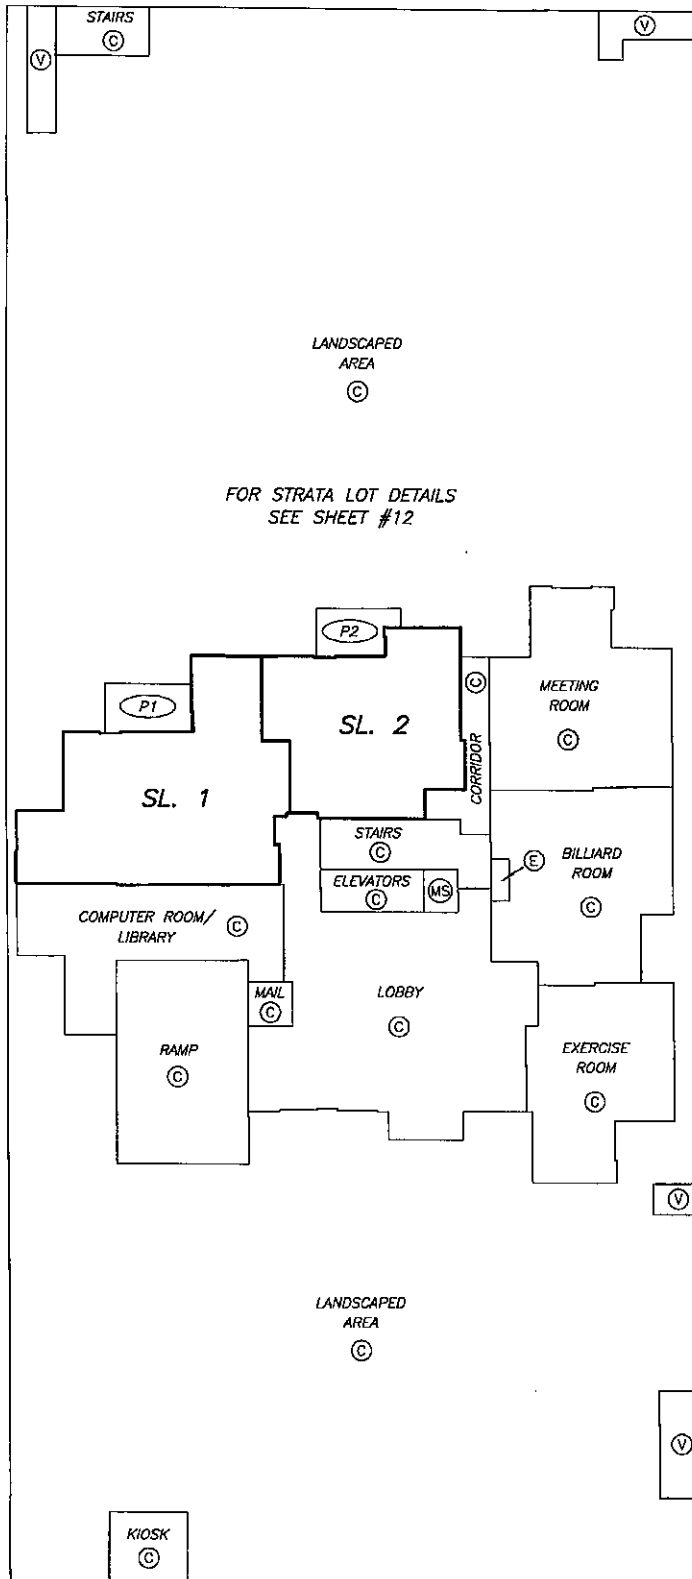 STAIRS
C
V
V
LANDSCAPED
AREA
C
FOR STRATA LOT DETAILS
SEE SHEET #12
P2
P1
SL. 2
SL. 1
C
CORRIDOR
MEETING
ROOM
C
STAIRS
C
E
BILLIARD
ROOM
C
ELEVATORS
C
MS
COMPUTER ROOM/
LIBRARY
C
MAIL
C
LOBBY
C
RAMP
C
EXERCISE
ROOM
C
V
LANDSCAPED
AREA
C
V
KIOSK
C